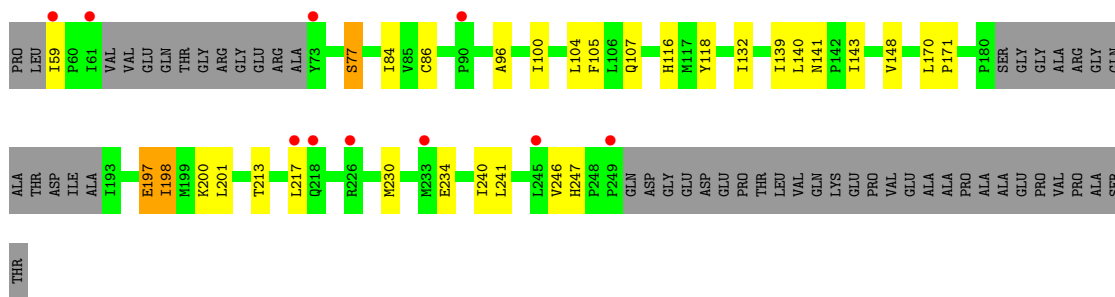 PRO LEU I59 P60 I61 VAL VAL GLU GLN THR GLY ARG GLY GLU ARG ALA Y73 S77 I84 V85 C86 P90 A96 I100 L104 F105 L106 Q107 H116 M117 Y118 I132 I139 L140 N141 P142 I143 V148 L170 P171 P180 SER GLY GLY ALA ARG GLY GLN
ALA THR ASP ILE ALA I193 E197 I198 M199 K200 L201 T213 L217 Q218 R226 M230 M233 E234 I240 L241 L245 V246 H247 P248 P249 GLN ASP GLY GLU ASP GLU PRO THR LEU VAL GLN LYS GLU PRO VAL GLU ALA ALA PRO ALA ALA GLU PRO VAL PRO ALA SER
THR